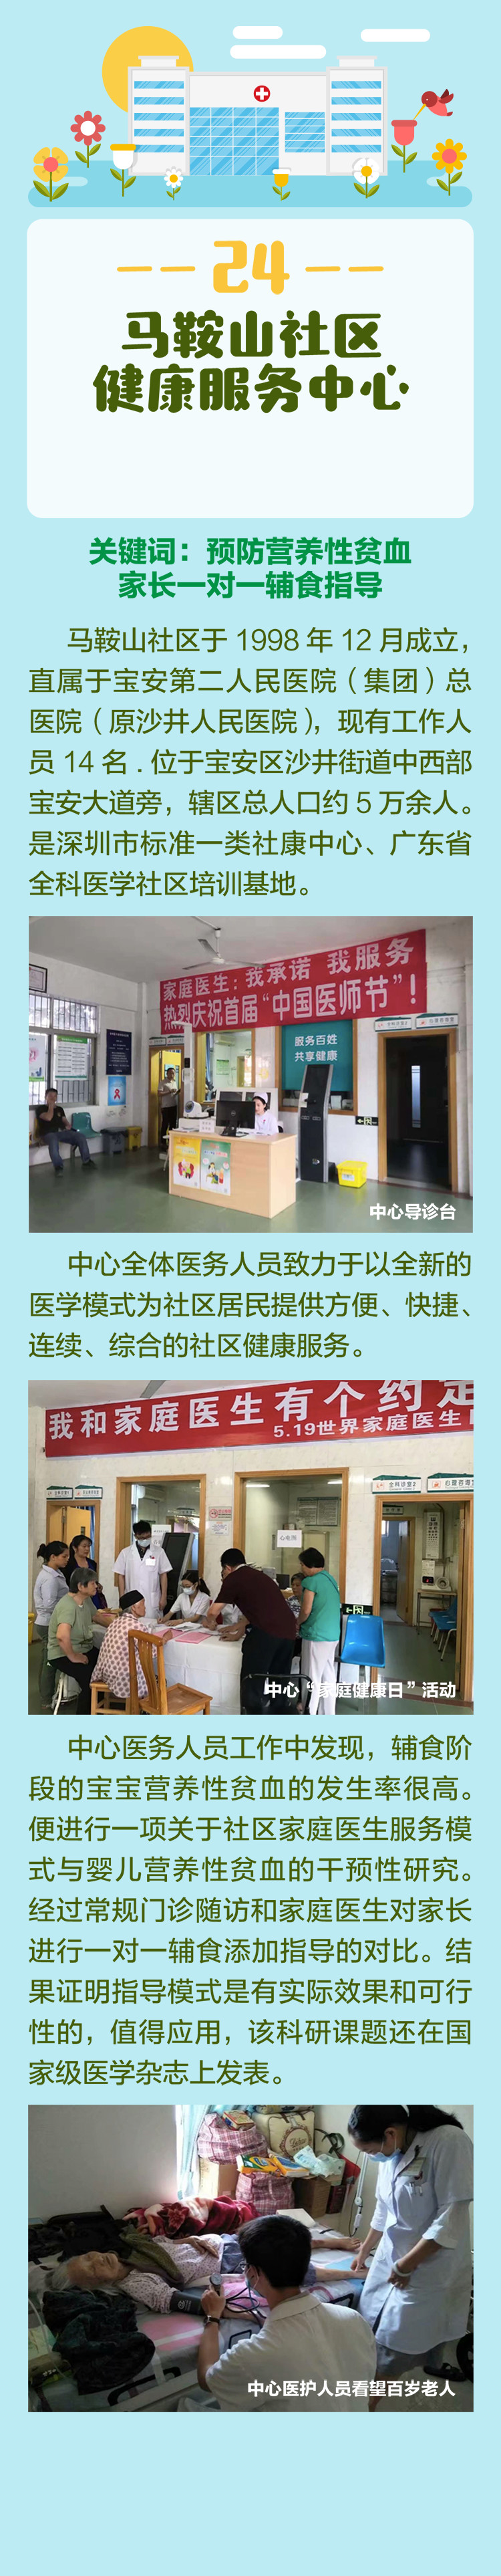 24
马鞍山社区
健康服务中心
关键词：预防营养性贫血
家长一对一辅食指导
马鞍山社区于 1998 年 12 月成立，
直属于宝安第二人民医院（集团）总
医院（原沙井人民医院），现有工作人
员 14 名 . 位于宝安区沙井街道中西部
宝安大道旁，辖区总人口约 5 万余人。
是深圳市标准一类社康中心、广东省
全科医学社区培训基地。
家庭医生：我承诺 我服务
热烈庆祝首届“中国医师节”！
服务百姓
共享健康
中心导诊台
中心全体医务人员致力于以全新的
医学模式为社区居民提供方便、快捷、
连续、综合的社区健康服务。
我和家庭医生有个约定
5.19世界家庭医生
全科诊室2
心电图
中心“家庭健康日”活动
中心医务人员工作中发现，辅食阶
段的宝宝营养性贫血的发生率很高。
便进行一项关于社区家庭医生服务模
式与婴儿营养性贫血的干预性研究。
经过常规门诊随访和家庭医生对家长
进行一对一辅食添加指导的对比。结
果证明指导模式是有实际效果和可行
性的，值得应用，该科研课题还在国
家级医学杂志上发表。
中心医护人员看望百岁老人